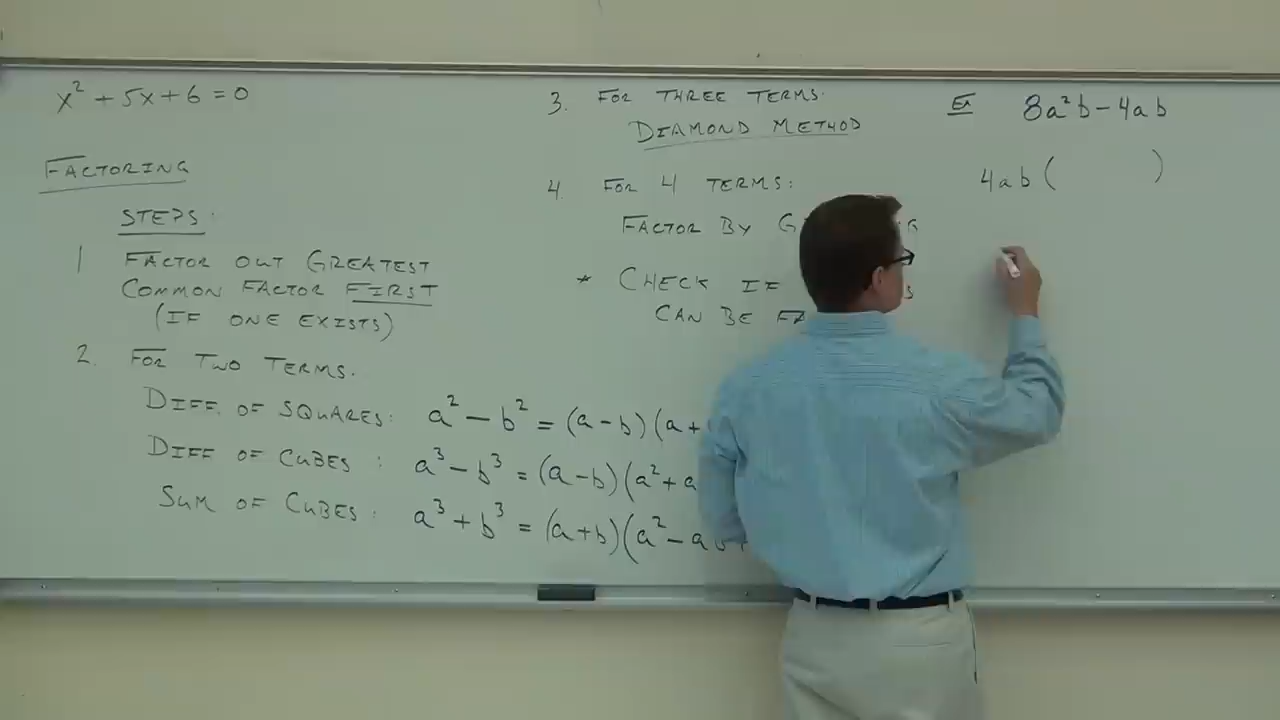 x² + 5x + 6 = 0
FACTORING
STEPS:
1 FACTOR OUT GREATEST
COMMON FACTOR FIRST
(IF ONE EXISTS)
2. FOR TWO TERMS.
DIFF. OF SQUARES: a² - b² = (a - b)(a +
DIFF OF CUBES: a³ - b³ = (a - b)(a² + a
SUM OF CUBES: a³ + b³ = (a + b)(a² - ab +
3. FOR THREE TERMS.
DIAMOND METHOD
4. FOR 4 TERMS:
FACTOR BY
* CHECK IF
CAN BE
Ex 8a²b - 4ab
4ab ( )